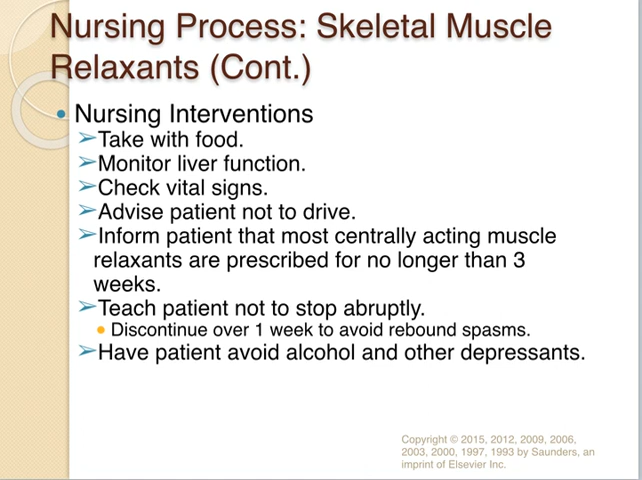 Nursing Process: Skeletal Muscle
Relaxants (Cont.)
• Nursing Interventions
➢Take with food.
➢Monitor liver function.
➢Check vital signs.
➢Advise patient not to drive.
➢Inform patient that most centrally acting muscle
relaxants are prescribed for no longer than 3
weeks.
➢Teach patient not to stop abruptly.
• Discontinue over 1 week to avoid rebound spasms.
➢Have patient avoid alcohol and other depressants.
Copyright © 2015, 2012, 2009, 2006,
2003, 2000, 1997, 1993 by Saunders, an
imprint of Elsevier Inc.